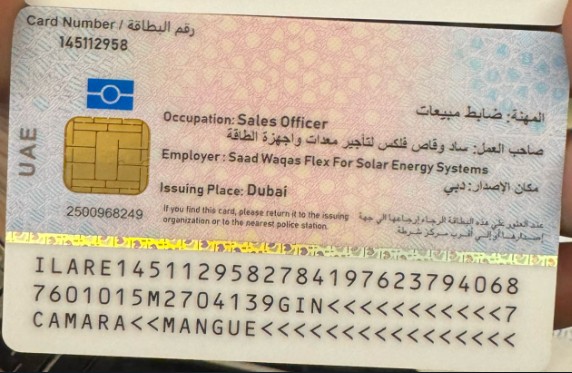 Card Number / رقم البطاقة
145112958
UAE
Occupation: Sales Officer
المهنة: ضابط مبيعات
صاحب العمل: ساد وقاص فلكس لتأجير معدات واجهزة الطاقة
Employer : Saad Waqas Flex For Solar Energy Systems
Issuing Place: Dubai
مكان الإصدار: دبي
2500968249
If you find this card, please return it to the issuing
organization or to the nearest police station.
عند العثور على هذه البطاقة الرجاء إرجاعها الى جهة
إصدارها أو إلى أقرب مركز شرطة
ILARE1451129582784197623794068
7601015M2704139GIN<<<<<<<<<<<7
CAMARA<<MANGUE<<<<<<<<<<<<<<<<